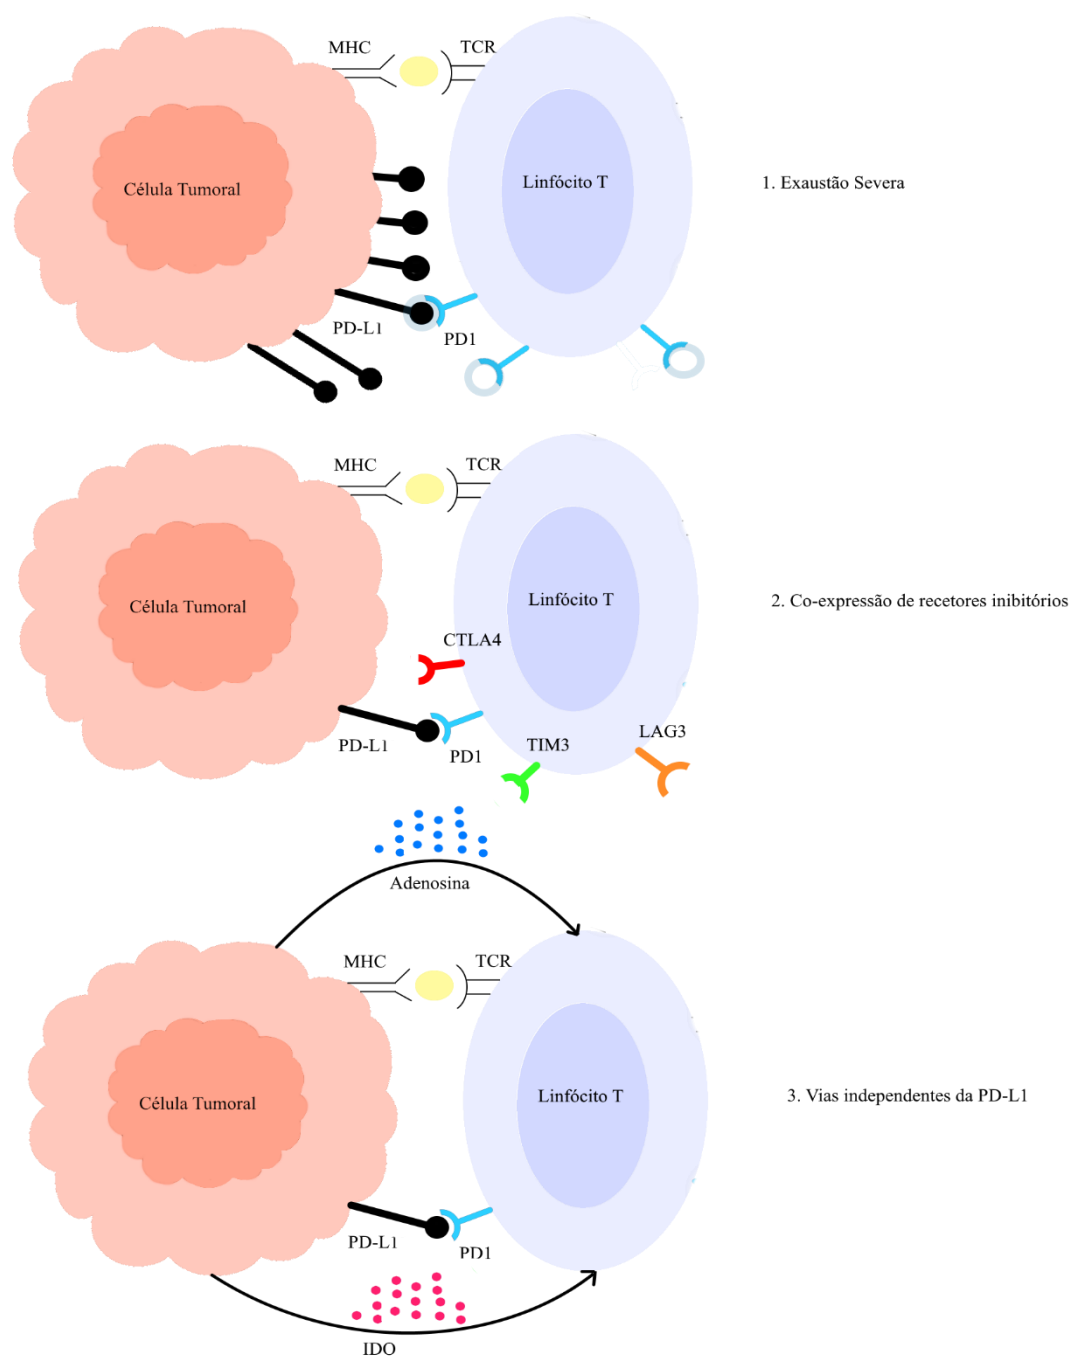 MHC
TCR
Célula Tumoral
Linfócito T
1. Exaustão Severa
PD-L1
PD1
MHC
TCR
Célula Tumoral
Linfócito T
2. Co-expressão de recetores inibitórios
CTLA4
PD-L1
PD1
TIM3
LAG3
Adenosina
MHC
TCR
Célula Tumoral
Linfócito T
3. Vias independentes da PD-L1
PD-L1
PD1
IDO